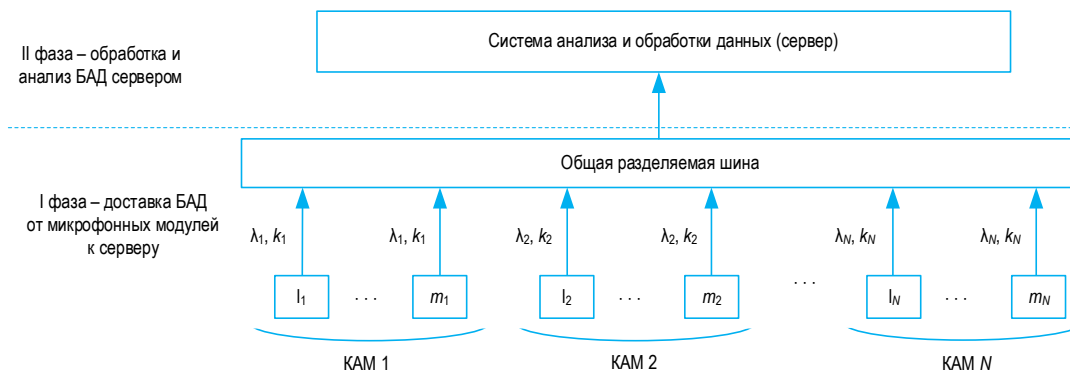 Система анализа и обработки данных (сервер)
II фаза – обработка и
анализ БАД сервером
Общая разделяемая шина
I фаза – доставка БАД
от микрофонных модулей
к серверу
λ1, k1 λ1, k1 λ2, k2 λ2, k2 λN, kN λN, kN
I1 . . . m1 I2 . . . m2 . . . IN . . . mN
КАМ 1 КАМ 2 КАМ N